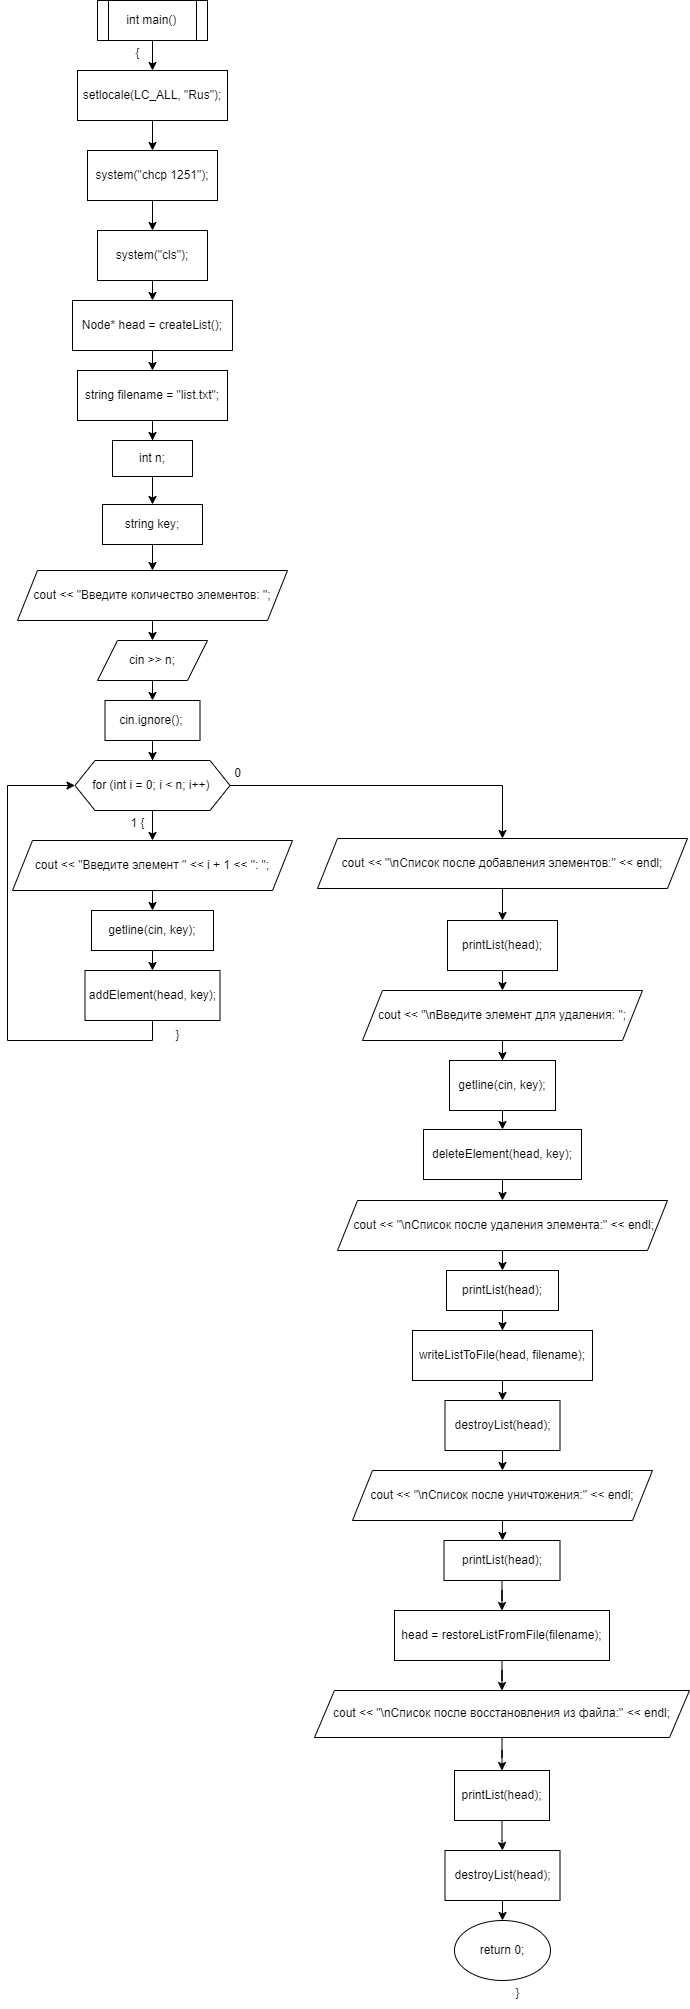 int main()
{
setlocale(LC_ALL, "Rus");
system("chcp 1251");
system("cls");
Node* head = createList();
string filename = "list.txt";
int n;
string key;
cout << "Введите количество элементов: ";
cin >> n;
cin.ignore();
for (int i = 0; i < n; i++)
0
1 {
cout << "Введите элемент " << i + 1 << ": ";
getline(cin, key);
addElement(head, key);
}
cout << "\nСписок после добавления элементов:" << endl;
printList(head);
cout << "\nВведите элемент для удаления: ";
getline(cin, key);
deleteElement(head, key);
cout << "\nСписок после удаления элемента:" << endl;
printList(head);
writeListToFile(head, filename);
destroyList(head);
cout << "\nСписок после уничтожения:" << endl;
printList(head);
head = restoreListFromFile(filename);
cout << "\nСписок после восстановления из файла:" << endl;
printList(head);
destroyList(head);
return 0;
}